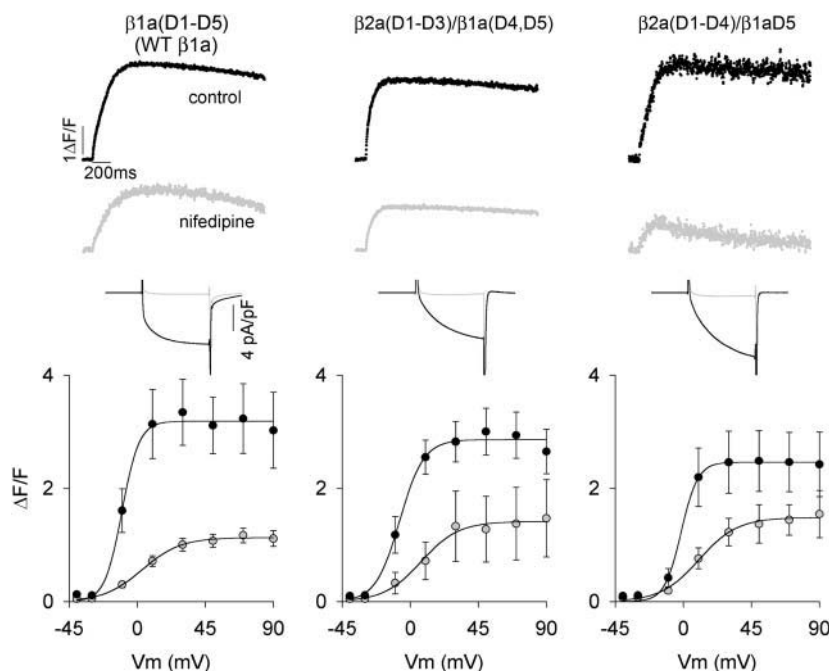 β1a(D1-D5)
(WT β1a)
β2a(D1-D3)/β1a(D4,D5)
β2a(D1-D4)/β1aD5
control
1ΔF/F
200ms
nifedipine
4 pA/pF
ΔF/F
4
2
0
-45 0 45 90
Vm (mV)
4
2
0
-45 0 45 90
Vm (mV)
4
2
0
-45 0 45 90
Vm (mV)